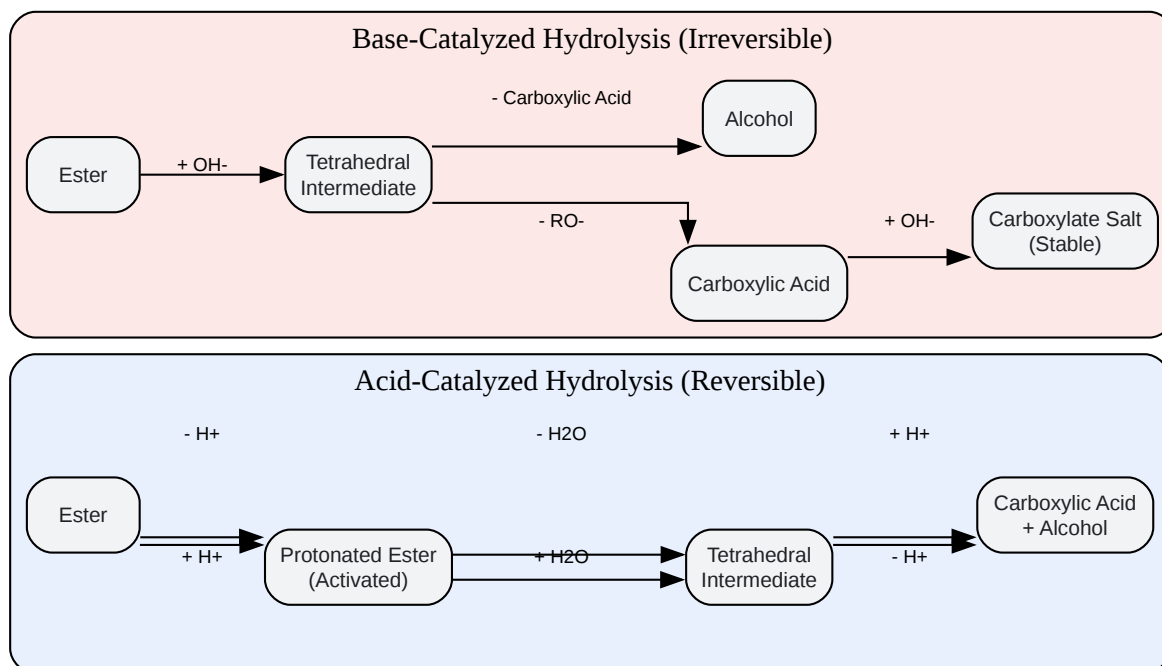 Base-Catalyzed Hydrolysis (Irreversible)
- Carboxylic Acid
Alcohol
Ester
+ OH-
Tetrahedral
Intermediate
- RO-
Carboxylic Acid
+ OH-
Carboxylate Salt
(Stable)
Acid-Catalyzed Hydrolysis (Reversible)
- H+
- H2O
+ H+
Ester
+ H+
Protonated Ester
(Activated)
+ H2O
Tetrahedral
Intermediate
- H+
Carboxylic Acid
+ Alcohol